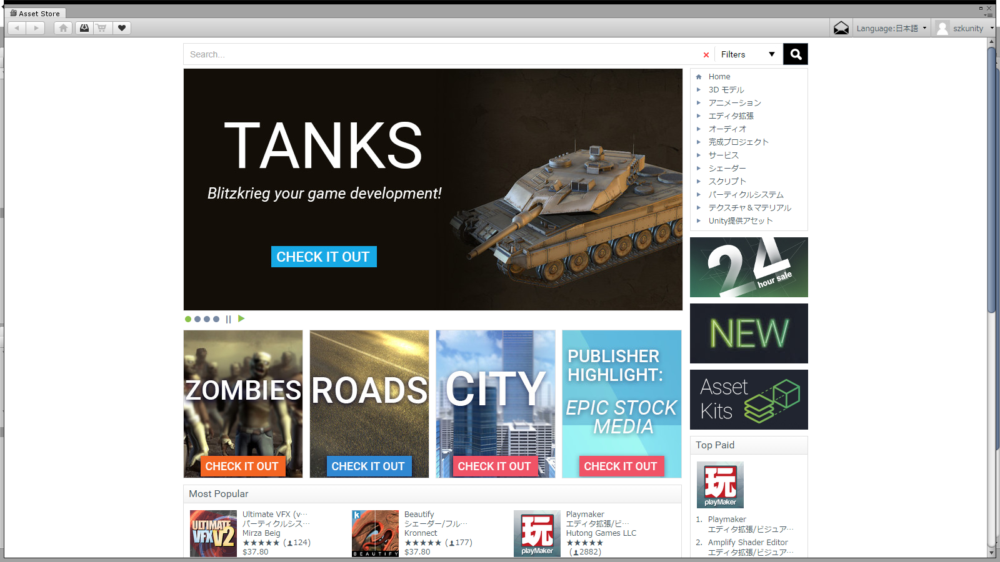 Asset Store
Language:日本語
szkunity
Search...
Filters
TANKS
Blitzkrieg your game development!
CHECK IT OUT
Home
3D モデル
アニメーション
エディタ拡張
オーディオ
完成プロジェクト
サービス
シェーダー
スクリプト
パーティクルシステム
テクスチャ＆マテリアル
Unity提供アセット
24
hour sale
NEW
Asset
Kits
ZOMBIES
CHECK IT OUT
ROADS
CHECK IT OUT
CITY
CHECK IT OUT
PUBLISHER
HIGHLIGHT:
EPIC STOCK
MEDIA
CHECK IT OUT
Most Popular
ULTIMATE
VFX V2
Ultimate VFX (v…
パーティクルシス…
Mirza Beig
★★★★★ (124)
$37.80
k
BEAUTIFY
Beautify
シェーダー/フル…
Kronnect
★★★★★ (177)
$37.80
玩
playMaker
Playmaker
エディタ拡張/ビ…
Hutong Games LLC
★★★★★
(2882)
Top Paid
玩
playMaker
1. Playmaker
エディタ拡張/ビジュア…
2. Amplify Shader Editor
エディタ拡張/ビジュア…